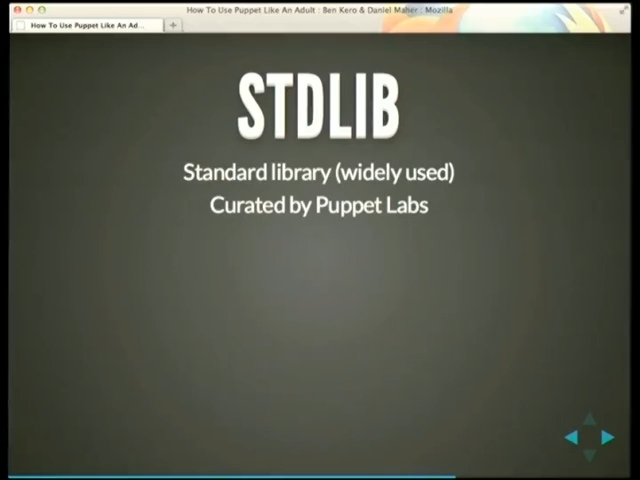 How To Use Puppet Like An Adult : Ben Kero & Daniel Maher : Mozilla
How To Use Puppet Like An Ad...
STDLIB
Standard library (widely used)
Curated by Puppet Labs